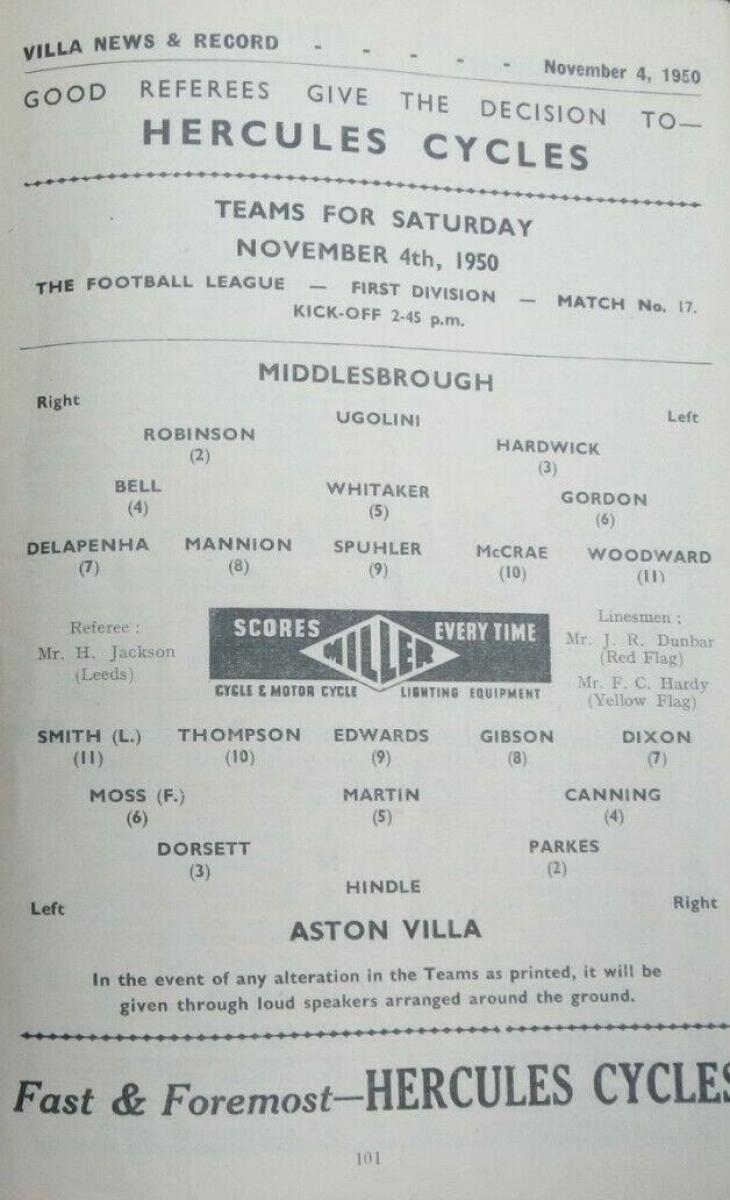 VILLA NEWS & RECORD - - - - - November 4, 1950
GOOD REFEREES GIVE THE DECISION TO—
HERCULES CYCLES
TEAMS FOR SATURDAY
NOVEMBER 4th, 1950
THE FOOTBALL LEAGUE — FIRST DIVISION — MATCH No. 17.
KICK-OFF 2-45 p.m.
MIDDLESBROUGH
Right Left
UGOLINI
ROBINSON HARDWICK
(2) (3)
BELL WHITAKER GORDON
(4) (5) (6)
DELAPENHA MANNION SPUHLER McCRAE WOODWARD
(7) (8) (9) (10) (11)
Referee :
Mr. H. Jackson
(Leeds)
SCORES MILLER EVERY TIME
CYCLE & MOTOR CYCLE LIGHTING EQUIPMENT
Linesmen :
Mr. J. R. Dunbar
(Red Flag)
Mr. F. C. Hardy
(Yellow Flag)
SMITH (L.) THOMPSON EDWARDS GIBSON DIXON
(11) (10) (9) (8) (7)
MOSS (F.) MARTIN CANNING
(6) (5) (4)
DORSETT PARKES
(3) (2)
HINDLE
Left Right
ASTON VILLA
In the event of any alteration in the Teams as printed, it will be
given through loud speakers arranged around the ground.
Fast & Foremost—HERCULES CYCLES
101